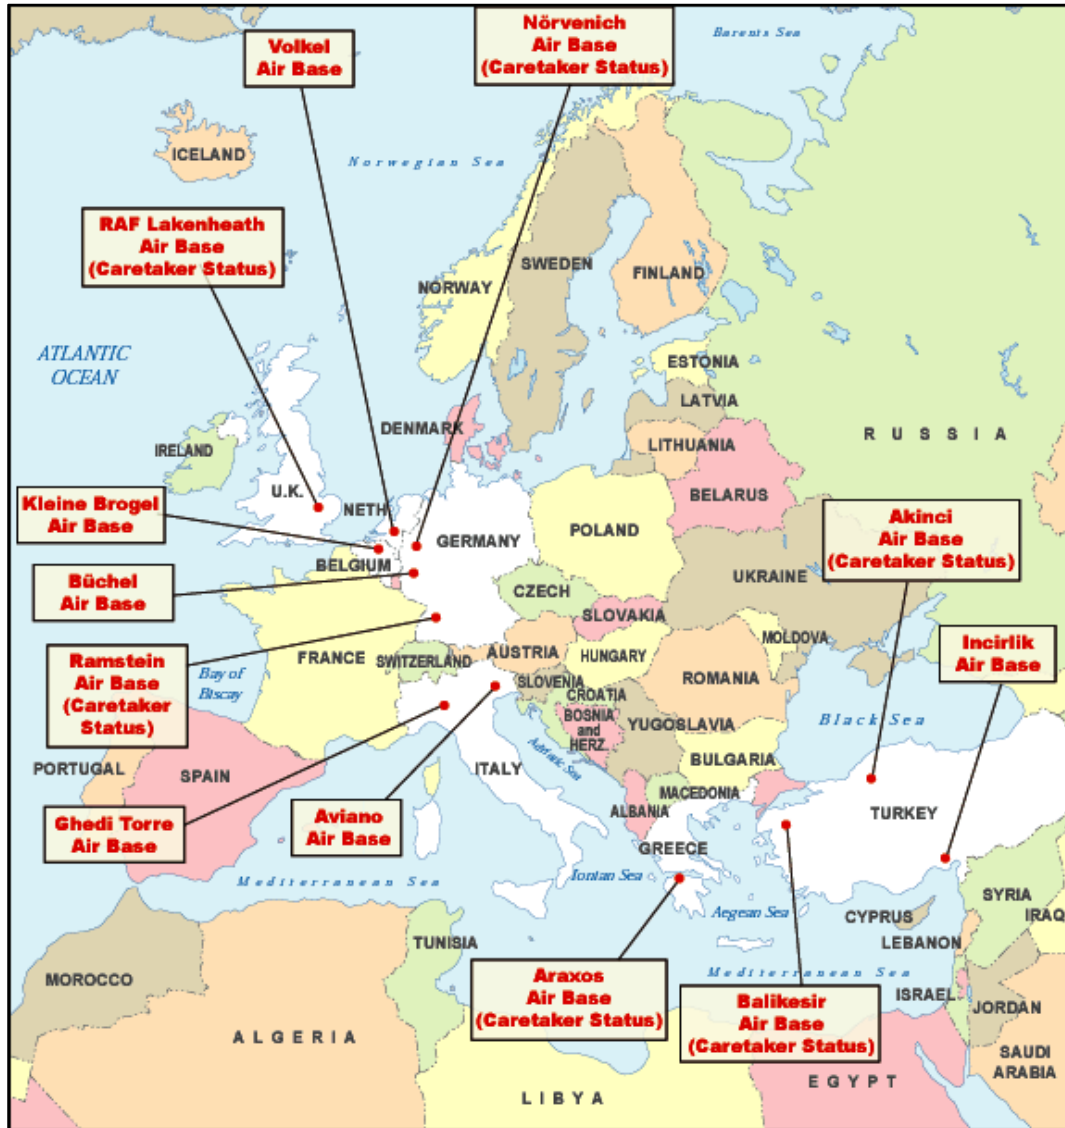 Volkel
Air Base
Nörvenich
Air Base
(Caretaker Status)
Barents Sea
ICELAND
Norwegian Sea
RAF Lakenheath
Air Base
(Caretaker Status)
SWEDEN
FINLAND
NORWAY
ATLANTIC
OCEAN
ESTONIA
LATVIA
DENMARK
RUSSIA
IRELAND
LITHUANIA
U.K.
BELARUS
Kleine Brogel
Air Base
NETH
GERMANY
POLAND
Akinci
Air Base
(Caretaker Status)
BELGIUM
UKRAINE
Büchel
Air Base
CZECH
SLOVAKIA
MOLDOVA
Incirlik
Air Base
Ramstein
Air Base
(Caretaker
Status)
FRANCE
SWITZERLAND
AUSTRIA
HUNGARY
Bay of
Biscay
SLOVENIA
ROMANIA
CROATIA
BOSNIA
and
HERZ.
YUGOSLAVIA
Black Sea
Adriatic Sea
BULGARIA
PORTUGAL
SPAIN
ITALY
MACEDONIA
Ghedi Torre
Air Base
Aviano
Air Base
ALBANIA
TURKEY
GREECE
Mediterranean Sea
Ionian Sea
Aegean Sea
SYRIA
CYPRUS
IRAQ
LEBANON
TUNISIA
MOROCCO
Araxos
Air Base
(Caretaker Status)
Mediterranean Sea
Balikesir
Air Base
(Caretaker Status)
ISRAEL
JORDAN
ALGERIA
SAUDI
ARABIA
EGYPT
LIBYA